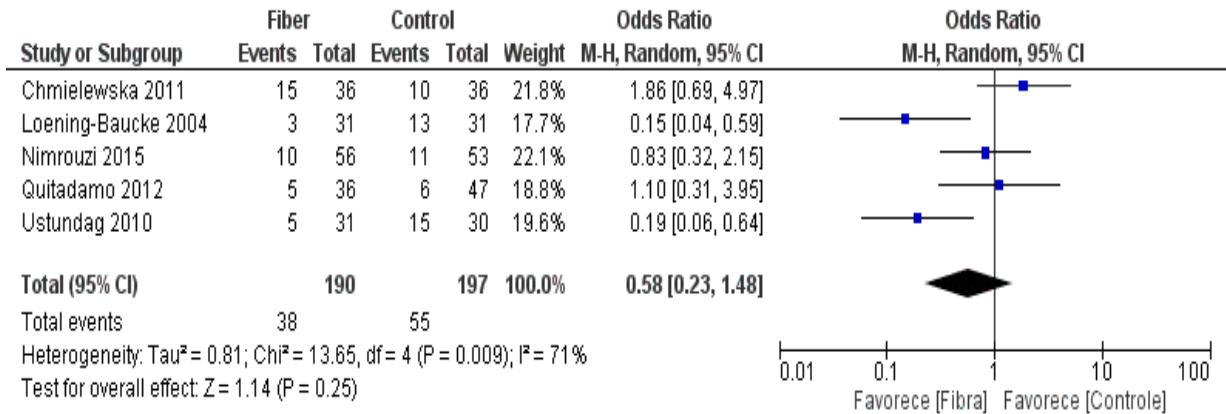 Fiber Control Odds Ratio Odds Ratio
Study or Subgroup Events Total Events Total Weight M-H, Random, 95% CI M-H, Random, 95% CI
Chmielewska 2011 15 36 10 36 21.8% 1.86 [0.69, 4.97]
Loening-Baucke 2004 3 31 13 31 17.7% 0.15 [0.04, 0.59]
Nimrouzi 2015 10 56 11 53 22.1% 0.83 [0.32, 2.15]
Quitadamo 2012 5 36 6 47 18.8% 1.10 [0.31, 3.95]
Ustundag 2010 5 31 15 30 19.6% 0.19 [0.06, 0.64]
Total (95% CI) 190 197 100.0% 0.58 [0.23, 1.48]
Total events 38 55
Heterogeneity: Tau² = 0.81; Chi² = 13.65, df = 4 (P = 0.009); I² = 71%
Test for overall effect: Z = 1.14 (P = 0.25)
0.01 0.1 1 10 100
Favorece [Fibra] Favorece [Controle]